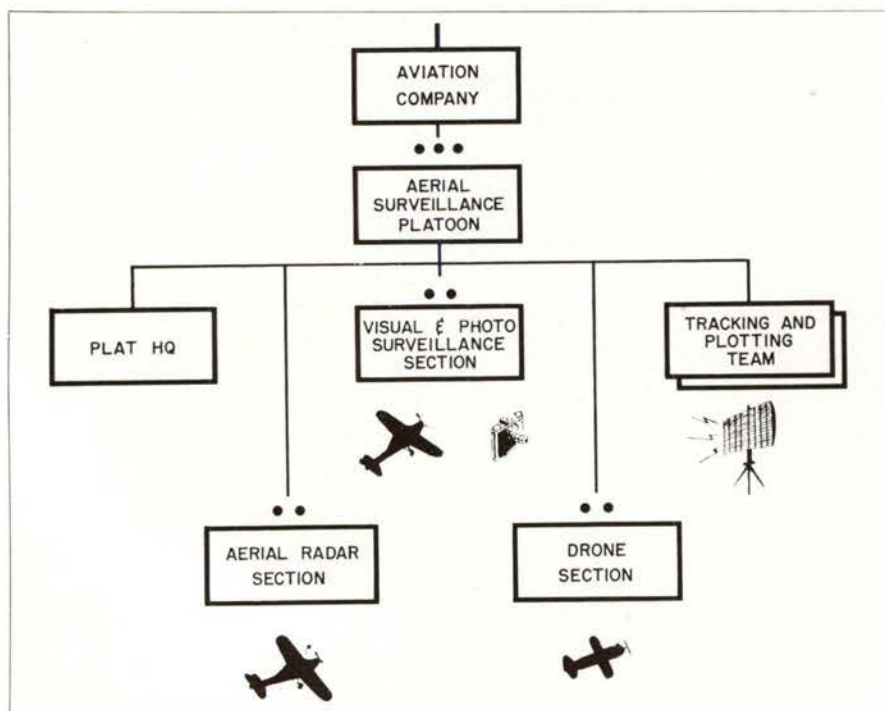 AVIATION
COMPANY
AERIAL
SURVEILLANCE
PLATOON
PLAT HQ
VISUAL & PHOTO
SURVEILLANCE
SECTION
TRACKING AND
PLOTTING
TEAM
AERIAL RADAR
SECTION
DRONE
SECTION